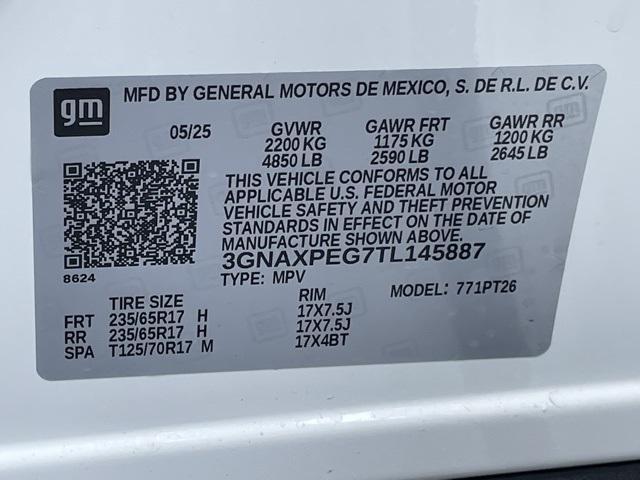 gm
MFD BY GENERAL MOTORS DE MEXICO, S. DE R.L. DE C.V.
05/25 GVWR GAWR FRT GAWR RR
2200 KG 1175 KG 1200 KG
4850 LB 2590 LB 2645 LB
THIS VEHICLE CONFORMS TO ALL
APPLICABLE U.S. FEDERAL MOTOR
VEHICLE SAFETY AND THEFT PREVENTION
STANDARDS IN EFFECT ON THE DATE OF
MANUFACTURE SHOWN ABOVE.
8624 3GNAXPEG7TL145887
TYPE: MPV MODEL: 771PT26
TIRE SIZE RIM
FRT 235/65R17 H 17X7.5J
RR 235/65R17 H 17X7.5J
SPA T125/70R17 M 17X4BT